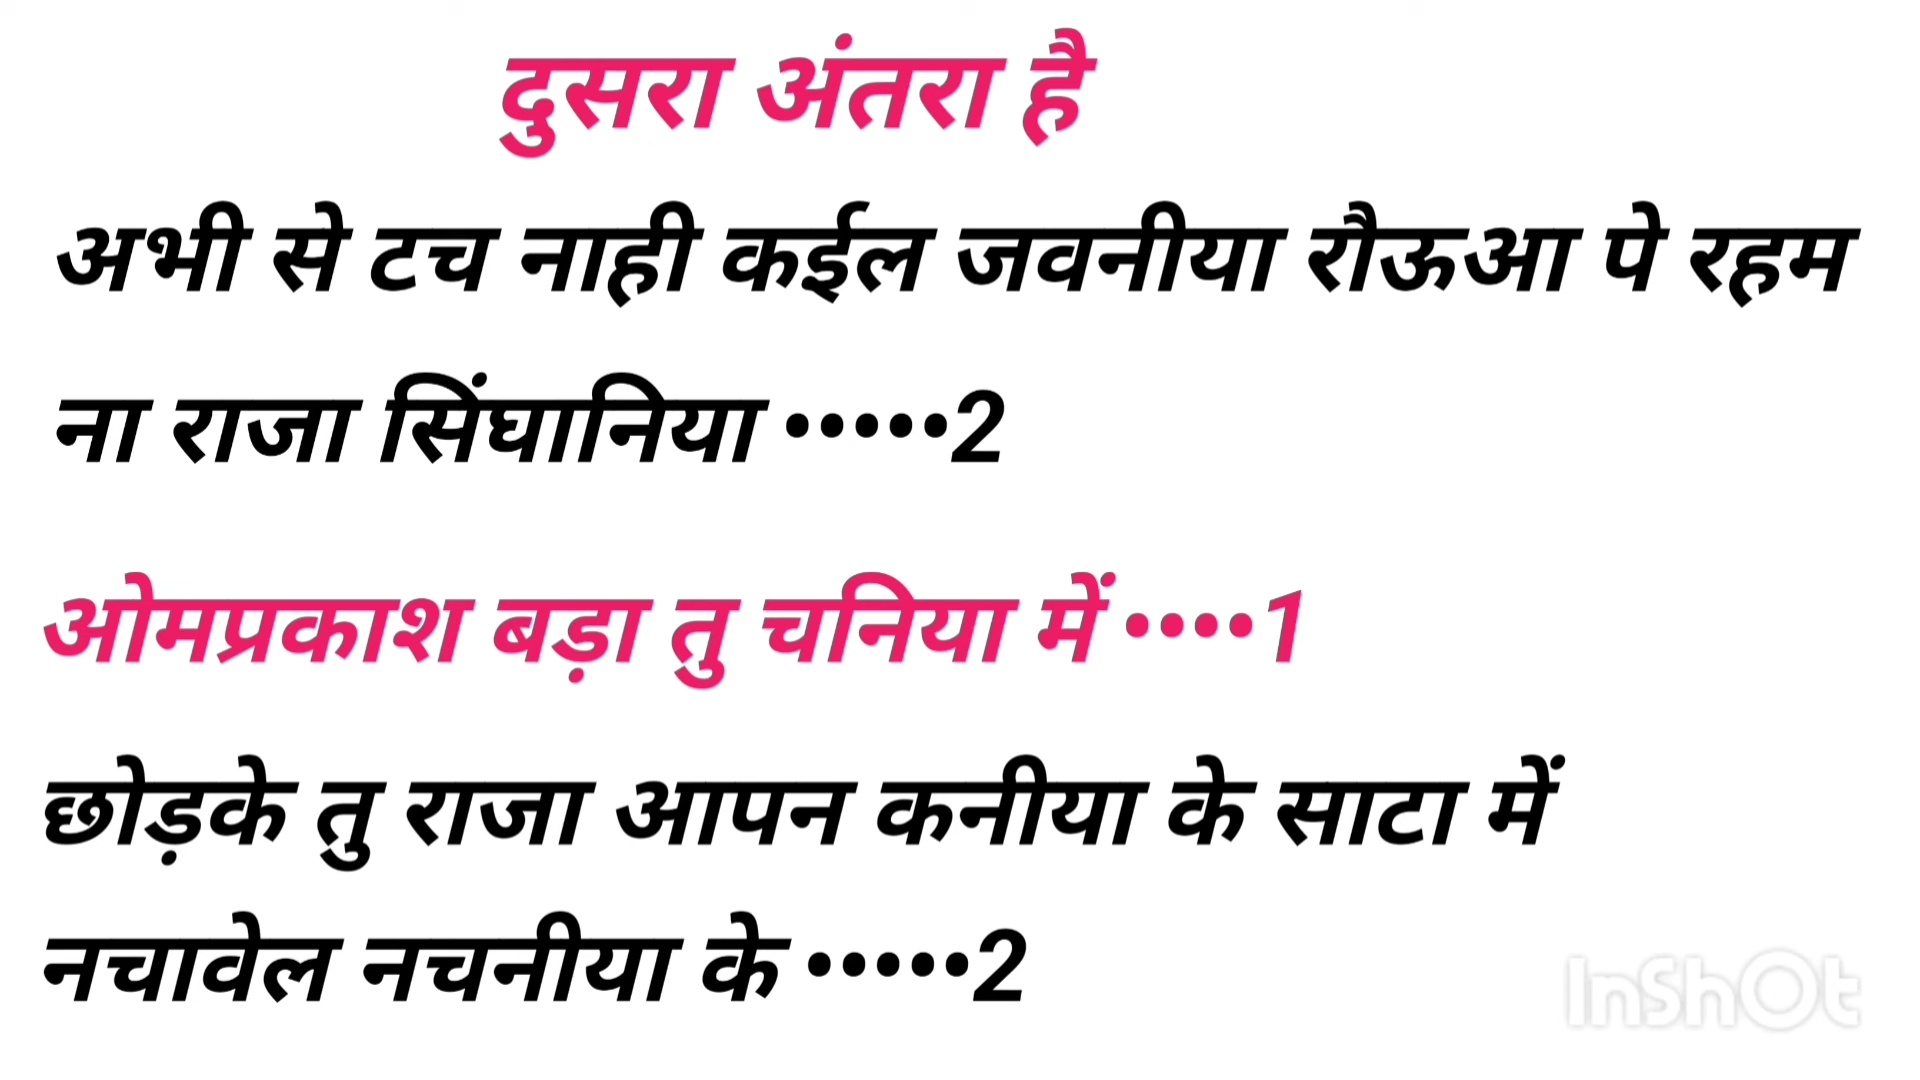 दुसरा अंतरा है
अभी से टच नाही कईल जवनीया रौऊआ पे रहम
ना राजा सिंघानिया •••••2
ओमप्रकाश बड़ा तु चनिया में ••••1
छोड़के तु राजा आपन कनीया के साटा में
नचावेल नचनीया के •••••2
InShOt